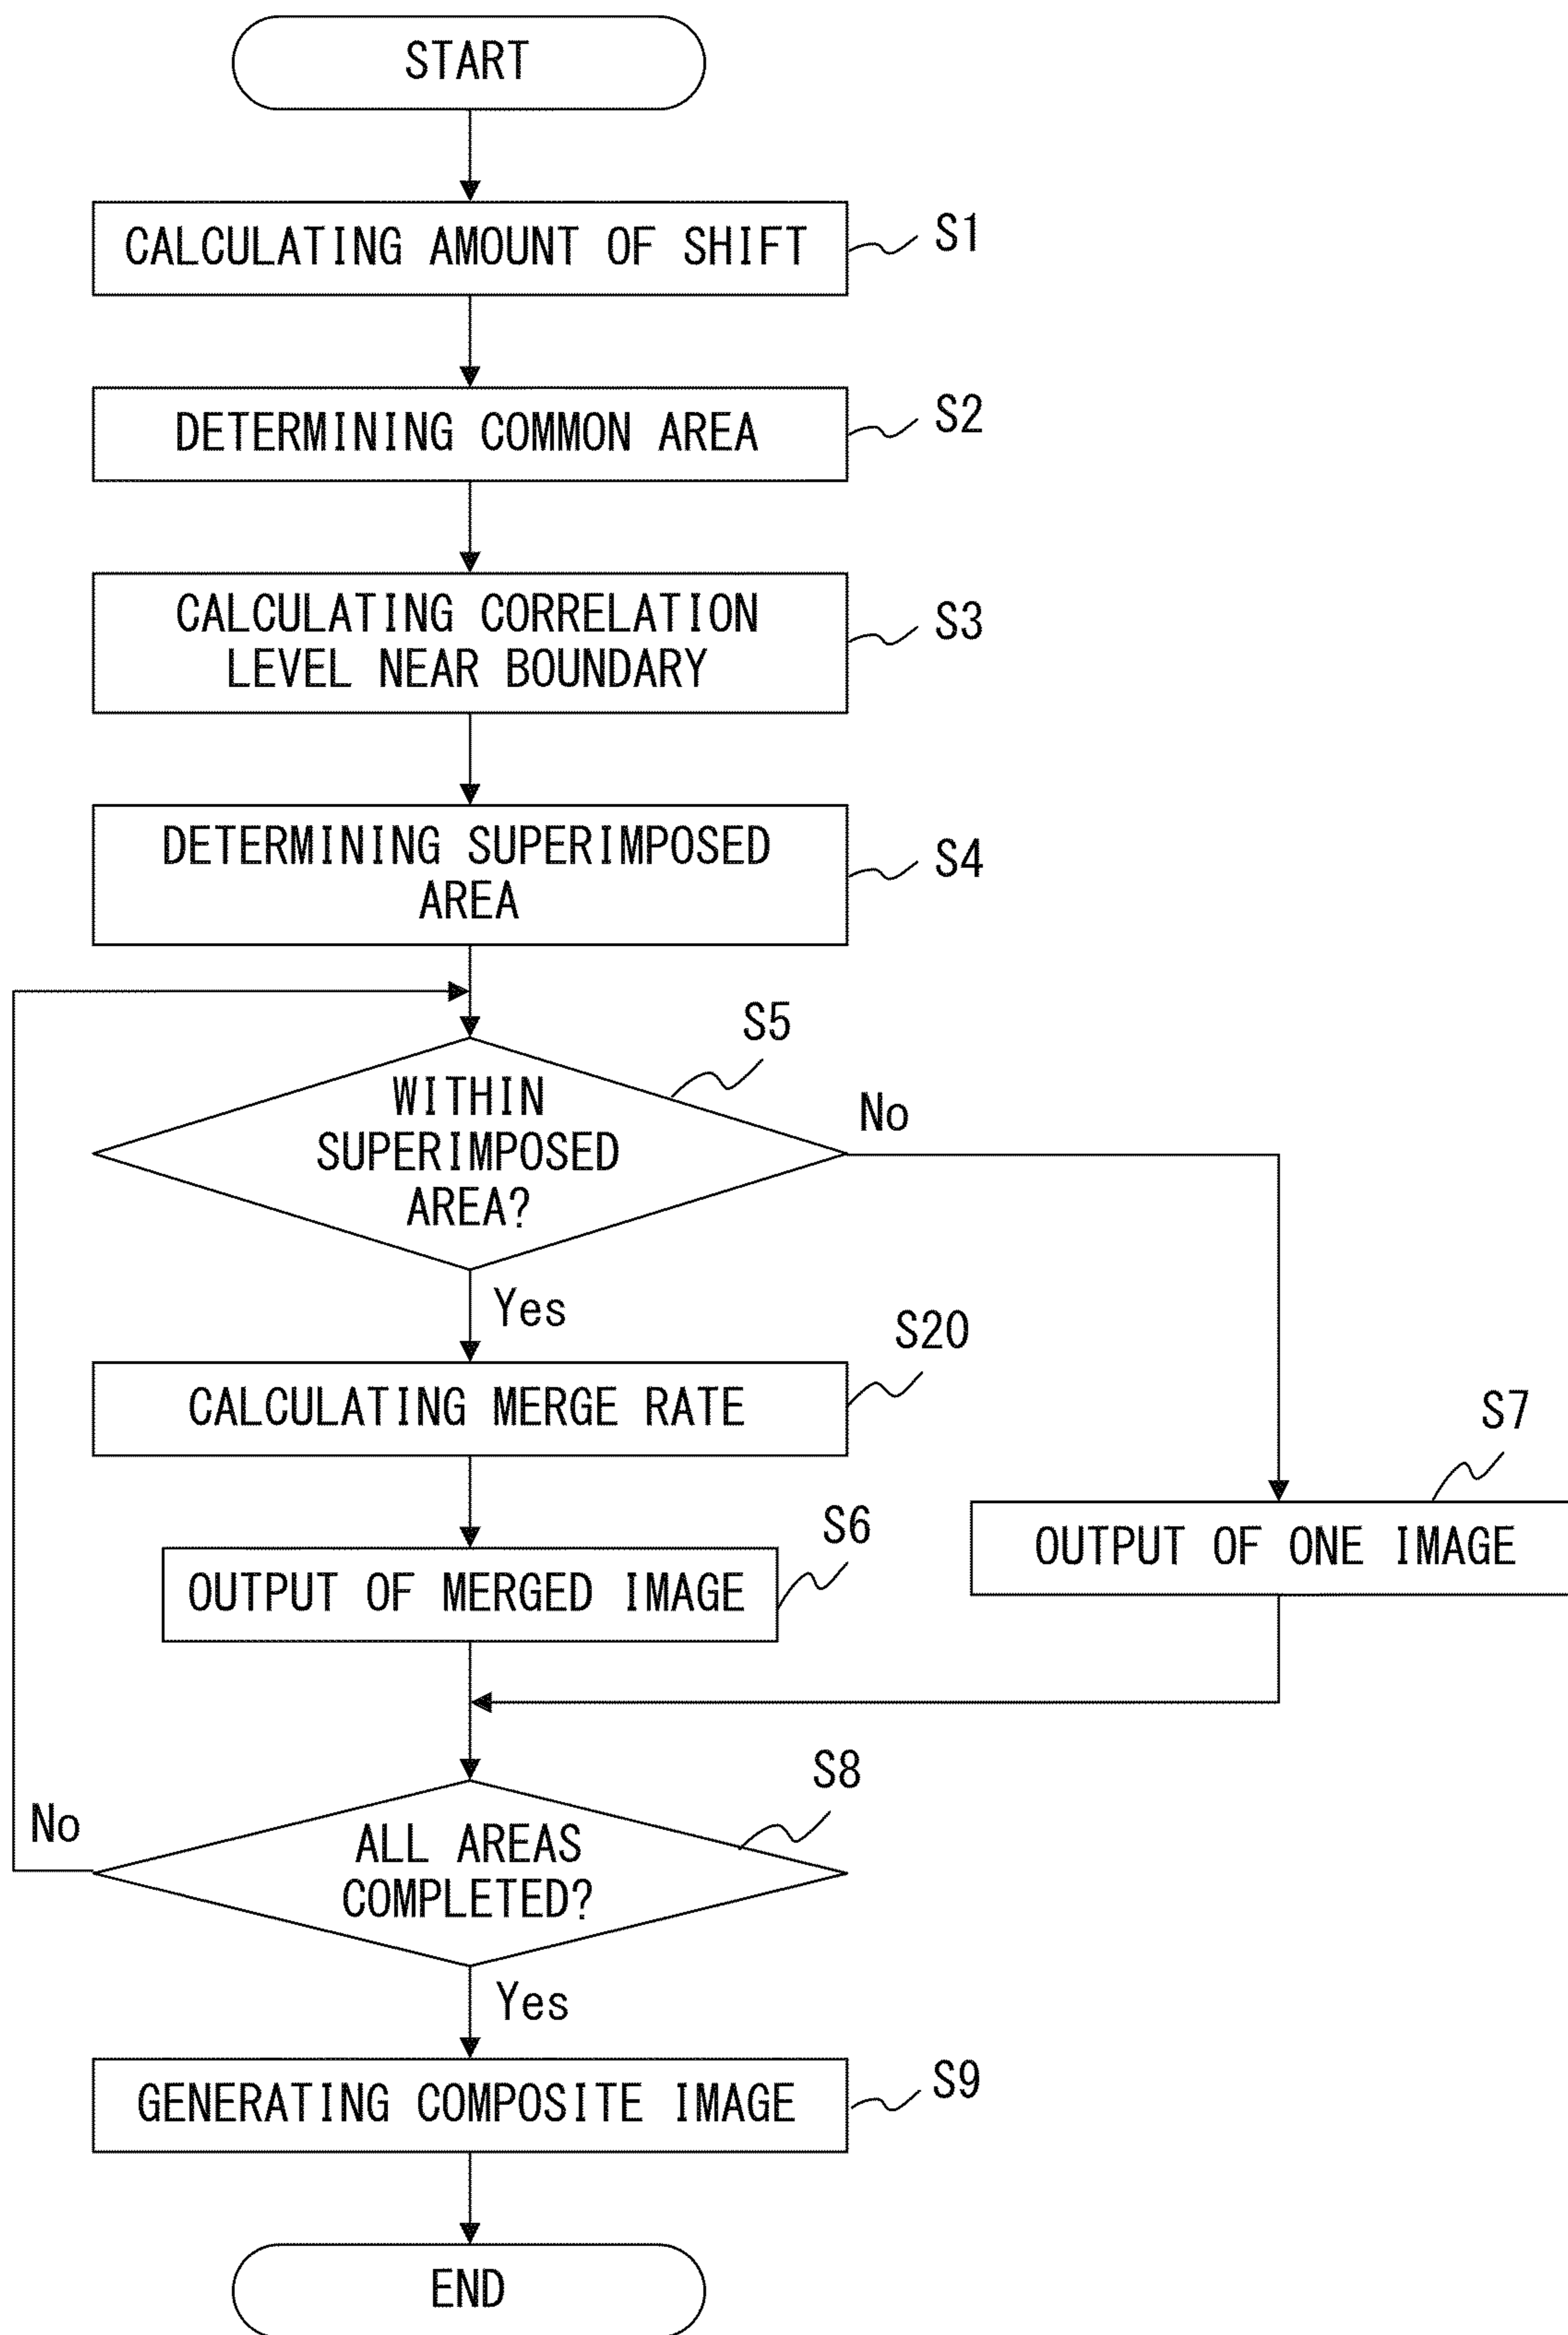 START
CALCULATING AMOUNT OF SHIFT
S1
DETERMINING COMMON AREA
S2
CALCULATING CORRELATION
LEVEL NEAR BOUNDARY
S3
DETERMINING SUPERIMPOSED
AREA
S4
S5
WITHIN
SUPERIMPOSED
AREA?
No
Yes
S20
CALCULATING MERGE RATE
S7
OUTPUT OF ONE IMAGE
S6
OUTPUT OF MERGED IMAGE
S8
No
ALL AREAS
COMPLETED?
Yes
GENERATING COMPOSITE IMAGE
S9
END